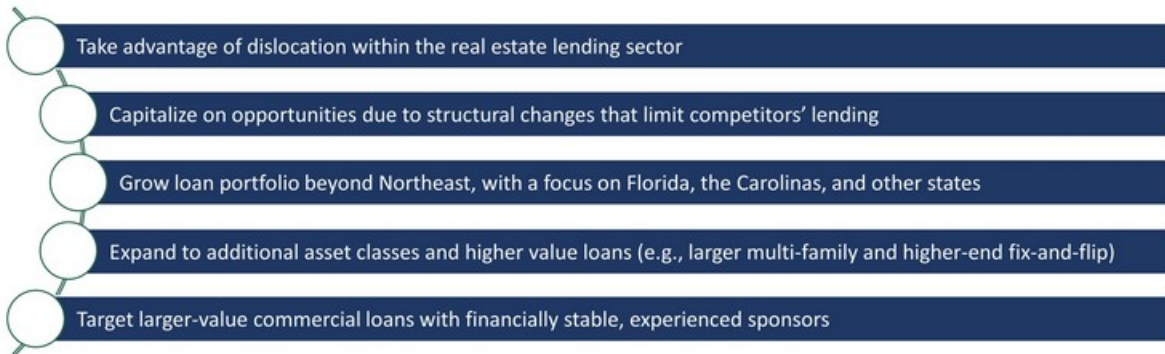 Take advantage of dislocation within the real estate lending sector
Capitalize on opportunities due to structural changes that limit competitors’ lending
Grow loan portfolio beyond Northeast, with a focus on Florida, the Carolinas, and other states
Expand to additional asset classes and higher value loans (e.g., larger multi-family and higher-end fix-and-flip)
Target larger-value commercial loans with financially stable, experienced sponsors